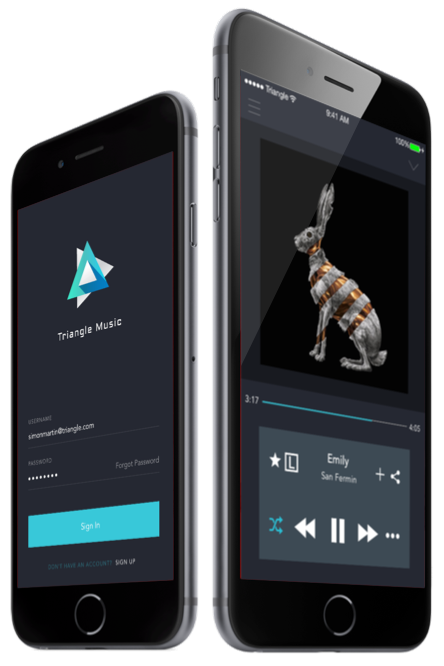 Triangle Music
USERNAME
simonmartin@triangle.com
PASSWORD
Forgot Password
Sign In
DON'T HAVE AN ACCOUNT? SIGN UP
Triangle
9:41 AM
100%
3:17
4:05
L
Emily
San Fermin